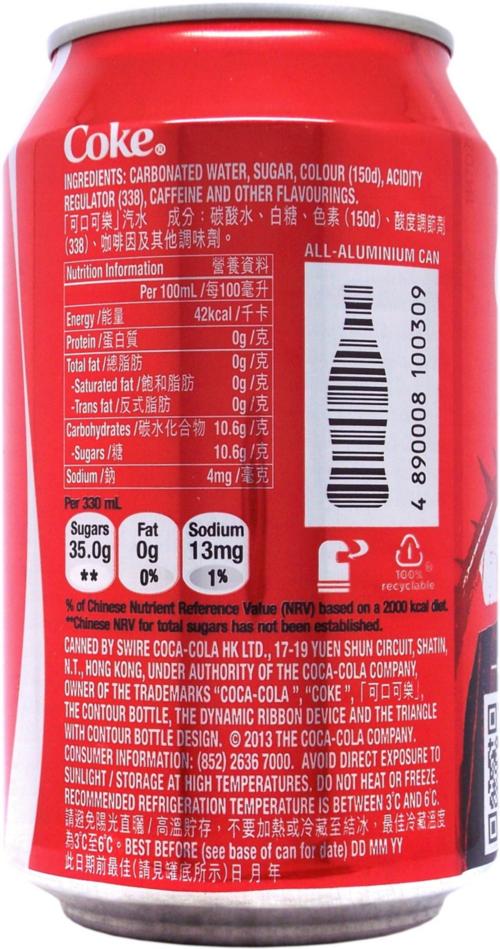 Coke®
INGREDIENTS: CARBONATED WATER, SUGAR, COLOUR (150d), ACIDITY
REGULATOR (338), CAFFEINE AND OTHER FLAVOURINGS.
「可口可樂」汽水 成分：碳酸水、白糖、色素（150d）、酸度調節劑
(338)、咖啡因及其他調味劑。
ALL-ALUMINIUM CAN
Nutrition Information 營養資料
Per 100mL /每100毫升
Energy /能量 42kcal /千卡
Protein /蛋白質 0g /克
Total fat /總脂肪 0g /克
-Saturated fat /飽和脂肪 0g /克
-Trans fat /反式脂肪 0g /克
Carbohydrates /碳水化合物 10.6g /克
-Sugars /糖 10.6g /克
Sodium /鈉 4mg /毫克
4 890008 100309
Per 330 mL
Sugars 35.0g **
Fat 0g 0%
Sodium 13mg 1%
100%
recyclable
% of Chinese Nutrient Reference Value (NRV) based on a 2000 kcal diet.
**Chinese NRV for total sugars has not been established.
CANNED BY SWIRE COCA-COLA HK LTD., 17-19 YUEN SHUN CIRCUIT, SHATIN,
N.T., HONG KONG, UNDER AUTHORITY OF THE COCA-COLA COMPANY,
OWNER OF THE TRADEMARKS “COCA-COLA ”, “COKE ”, 「可口可樂」,
THE CONTOUR BOTTLE, THE DYNAMIC RIBBON DEVICE AND THE TRIANGLE
WITH CONTOUR BOTTLE DESIGN. © 2013 THE COCA-COLA COMPANY.
CONSUMER INFORMATION: (852) 2636 7000. AVOID DIRECT EXPOSURE TO
SUNLIGHT / STORAGE AT HIGH TEMPERATURES. DO NOT HEAT OR FREEZE.
RECOMMENDED REFRIGERATION TEMPERATURE IS BETWEEN 3℃ AND 6℃.
請避免陽光直曬 / 高溫貯存，不要加熱或冷藏至結冰，最佳冷藏溫度
為3℃至6℃。BEST BEFORE (see base of can for date) DD MM YY
此日期前最佳（請見罐底所示）日 月 年